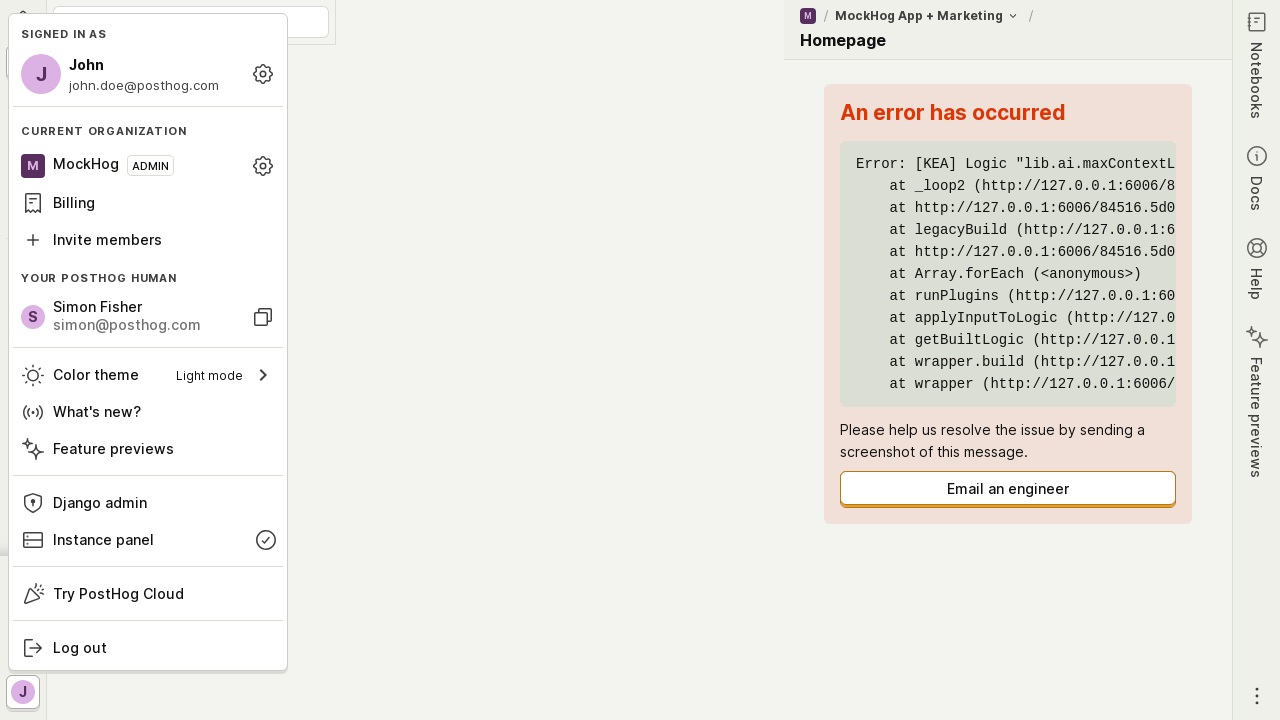 SIGNED IN AS
J
John
john.doe@posthog.com
CURRENT ORGANIZATION
M
MockHog
ADMIN
Billing
Invite members
YOUR POSTHOG HUMAN
S
Simon Fisher
simon@posthog.com
Color theme
Light mode
What's new?
Feature previews
Django admin
Instance panel
Try PostHog Cloud
Log out
J
M / MockHog App + Marketing /
Homepage
An error has occurred
Error: [KEA] Logic "lib.ai.maxContextL
at _loop2 (http://127.0.0.1:6006/8
at http://127.0.0.1:6006/84516.5d0
at legacyBuild (http://127.0.0.1:6
at http://127.0.0.1:6006/84516.5d0
at Array.forEach (<anonymous>)
at runPlugins (http://127.0.0.1:60
at applyInputToLogic (http://127.0
at getBuiltLogic (http://127.0.0.1
at wrapper.build (http://127.0.0.1
at wrapper (http://127.0.0.1:6006/
Please help us resolve the issue by sending a
screenshot of this message.
Email an engineer
Notebooks
Docs
Help
Feature previews